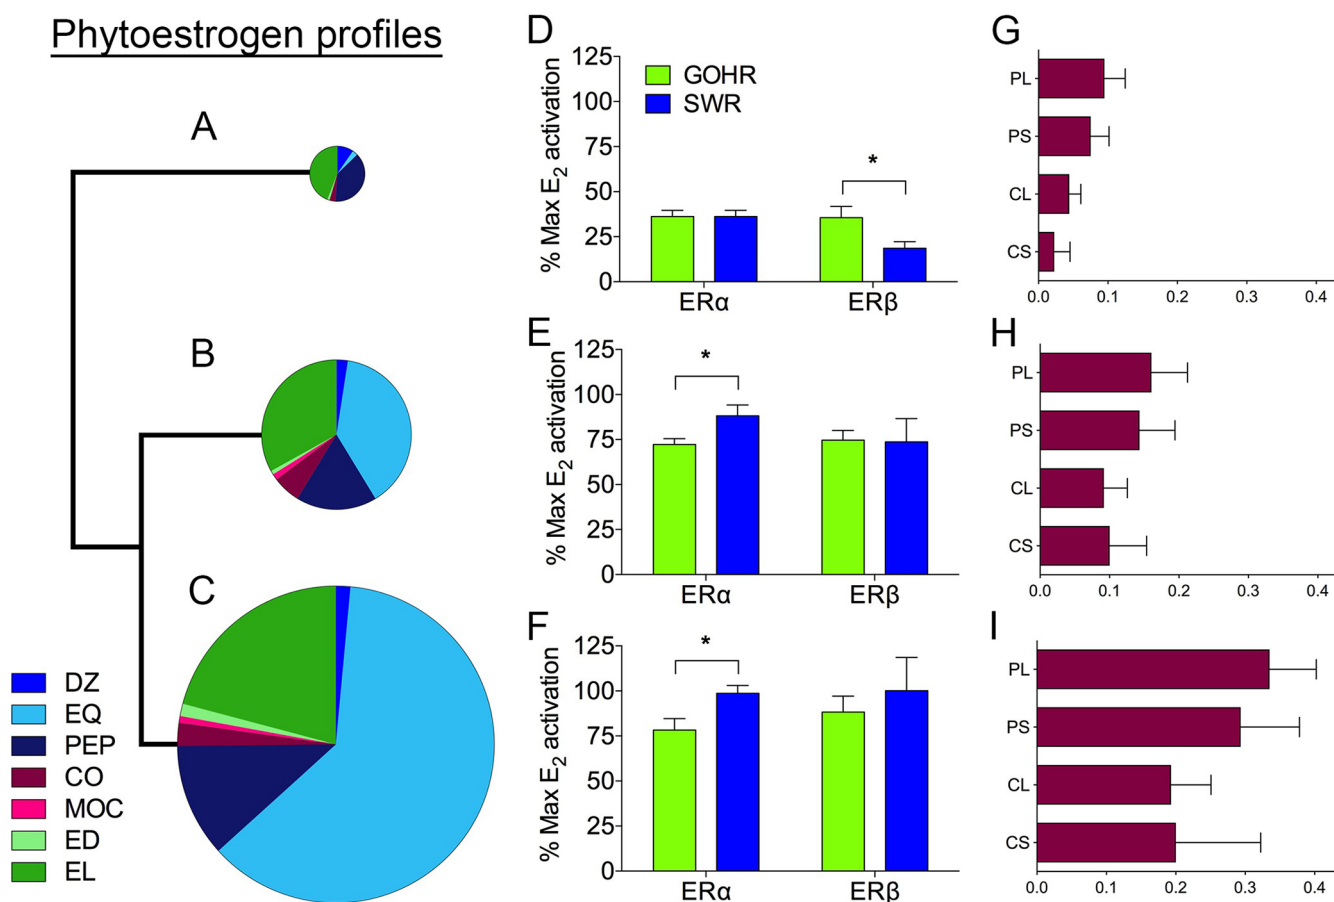 Phytoestrogen profiles
A
B
C
DZ
EQ
PEP
CO
MOC
ED
EL
D
% Max E2 activation
125
100
75
50
25
0
GOHR
SWR
*
ERα
ERβ
E
% Max E2 activation
125
100
75
50
25
0
*
ERα
ERβ
F
% Max E2 activation
125
100
75
50
25
0
*
ERα
ERβ
G
PL
PS
CL
CS
0.0 0.1 0.2 0.3 0.4
H
PL
PS
CL
CS
0.0 0.1 0.2 0.3 0.4
I
PL
PS
CL
CS
0.0 0.1 0.2 0.3 0.4